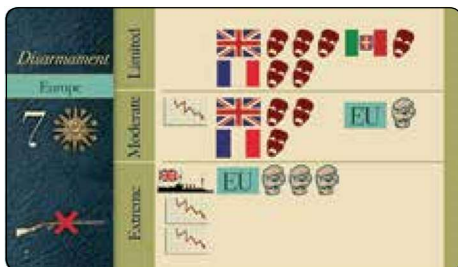 Disarmament
Europe
7
Limited
Moderate
EU
Extreme
EU